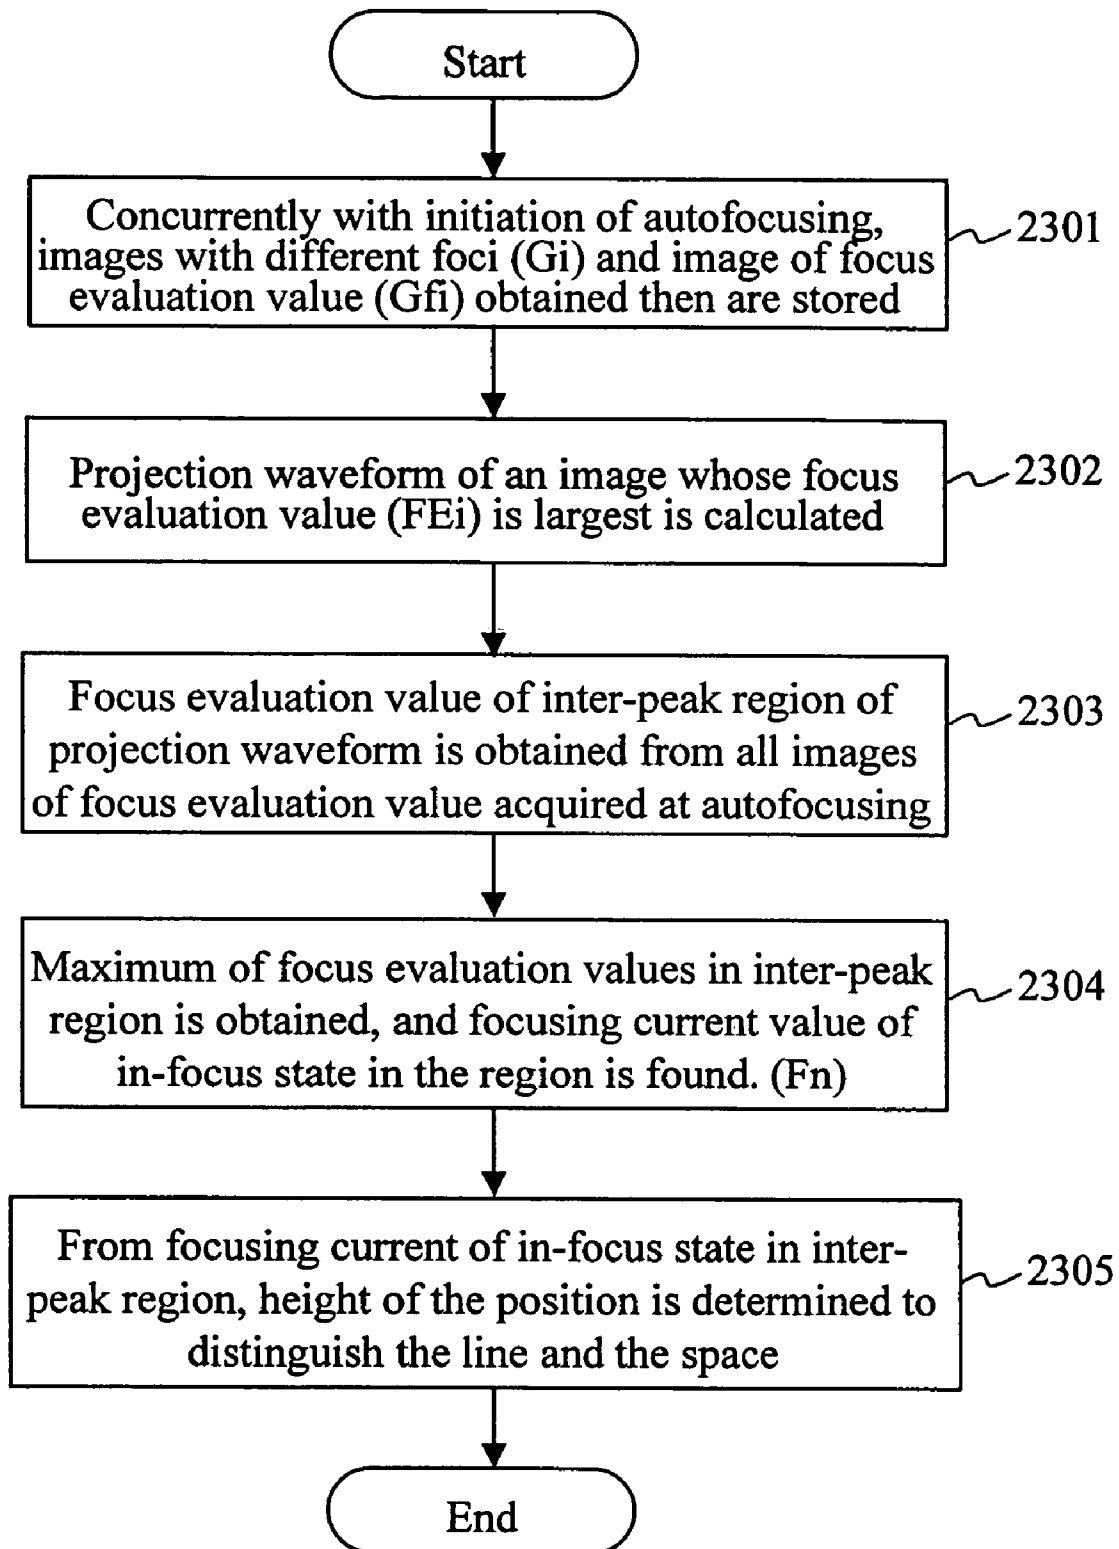 Start
Concurrently with initiation of autofocusing,
images with different foci (Gi) and image of focus
evaluation value (Gfi) obtained then are stored
2301
Projection waveform of an image whose focus
evaluation value (FEi) is largest is calculated
2302
Focus evaluation value of inter-peak region of
projection waveform is obtained from all images
of focus evaluation value acquired at autofocusing
2303
Maximum of focus evaluation values in inter-peak
region is obtained, and focusing current value of
in-focus state in the region is found. (Fn)
2304
From focusing current of in-focus state in inter-
peak region, height of the position is determined to
distinguish the line and the space
2305
End